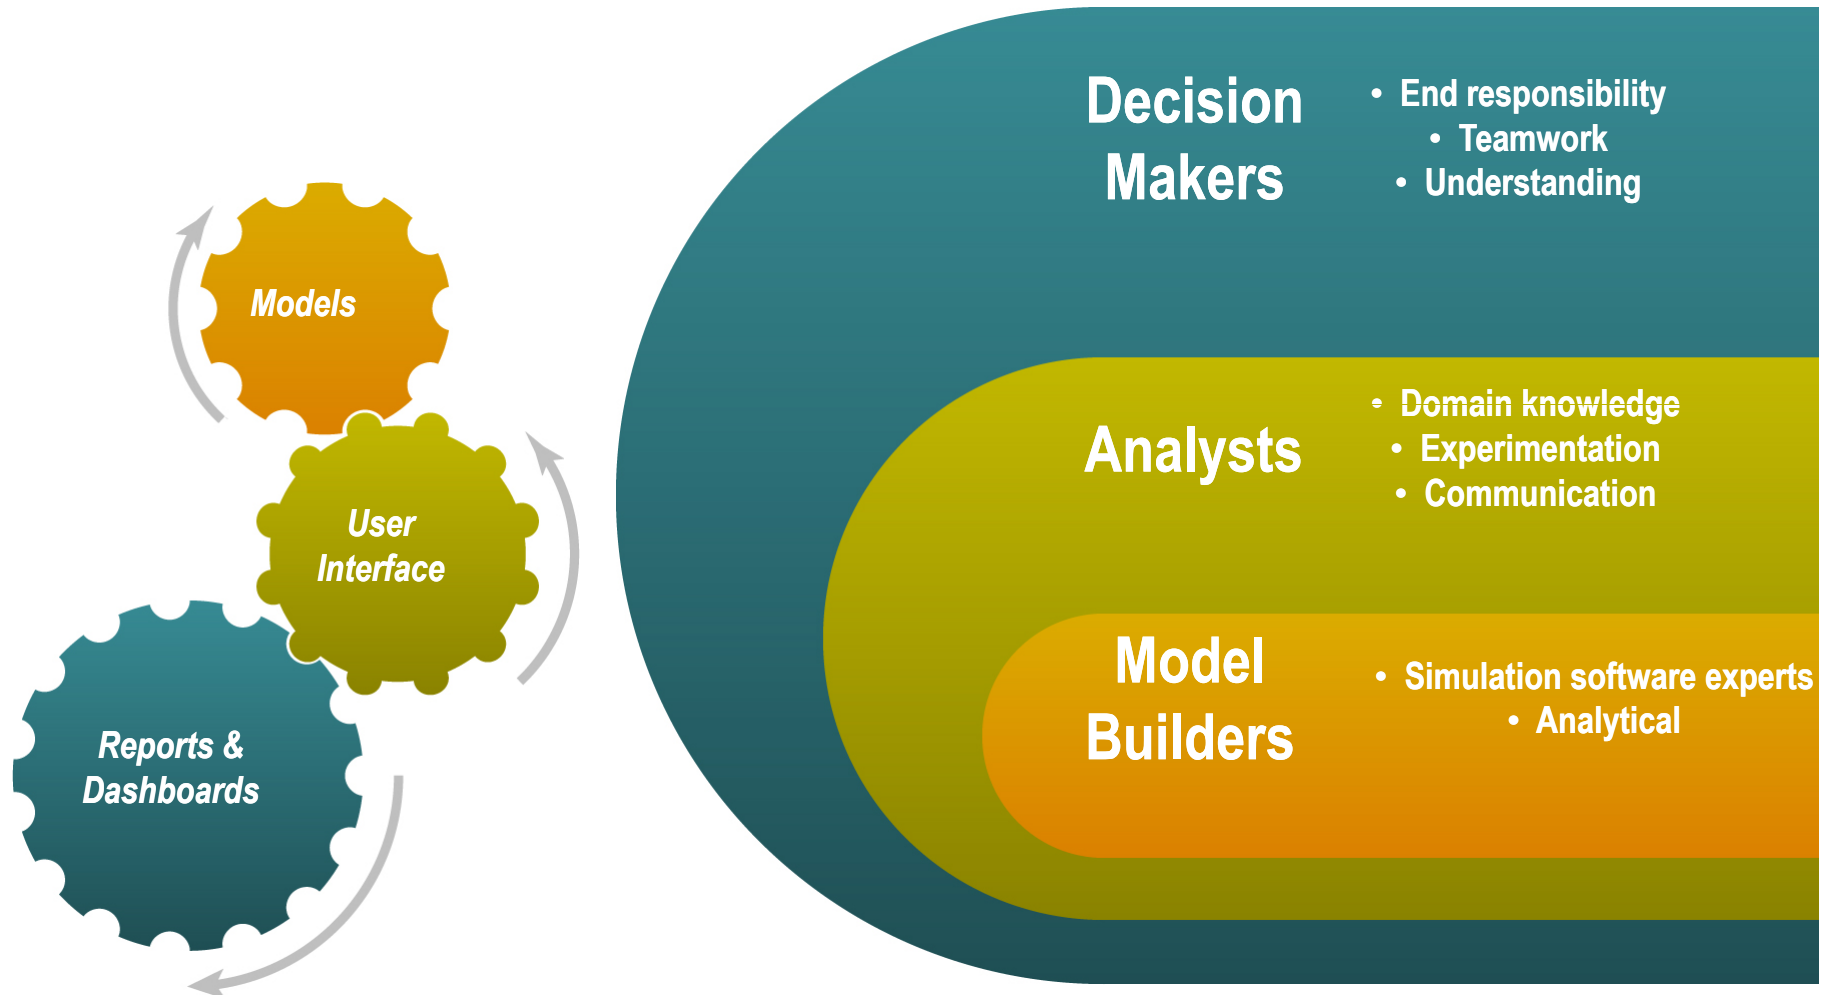 Models
User
Interface
Reports &
Dashboards
Decision
Makers
• End responsibility
• Teamwork
• Understanding
Analysts
• Domain knowledge
• Experimentation
• Communication
Model
Builders
• Simulation software experts
• Analytical